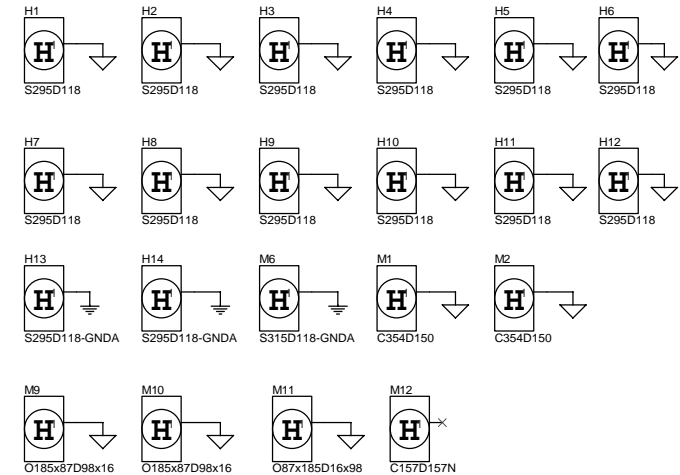 H1 H2 H3 H4 H5 H6
H H H H H H
S295D118 S295D118 S295D118 S295D118 S295D118 S295D118
H7 H8 H9 H10 H11 H12
H H H H H H
S295D118 S295D118 S295D118 S295D118 S295D118 S295D118
H13 H14 M6 M1 M2
H H H H H
S295D118-GNDA S295D118-GNDA S315D118-GNDA C354D150 C354D150
M9 M10 M11 M12
H H H H
O185x87D98x16 O185x87D98x16 O87x185D16x98 C157D157N